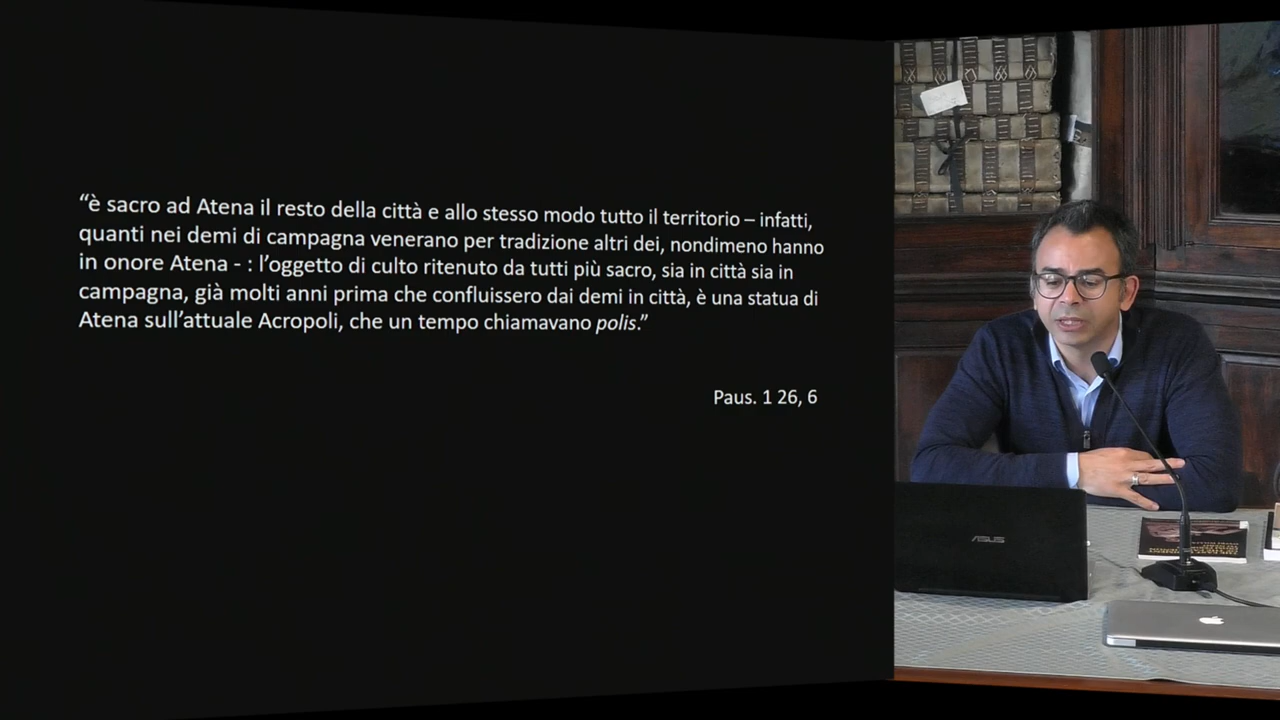 “è sacro ad Atena il resto della città e allo stesso modo tutto il territorio – infatti,
quanti nei demi di campagna venerano per tradizione altri dei, nondimeno hanno
in onore Atena - : l’oggetto di culto ritenuto da tutti più sacro, sia in città sia in
campagna, già molti anni prima che confluissero dai demi in città, è una statua di
Atena sull’attuale Acropoli, che un tempo chiamavano polis.”
Paus. 1 26, 6
ASUS